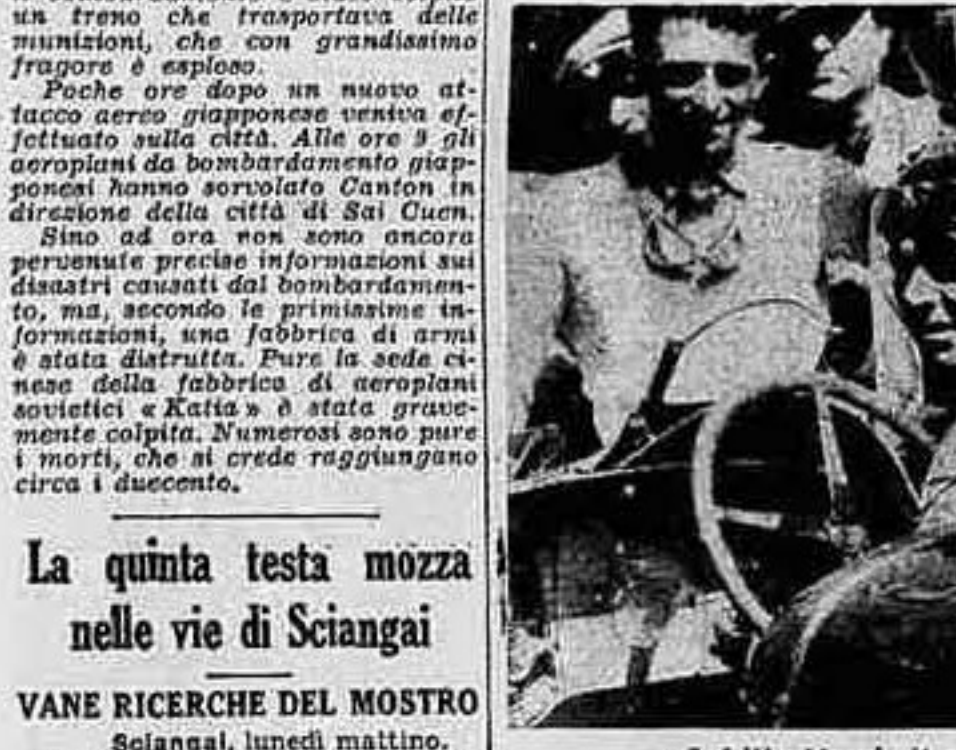 un treno che trasportava delle
munizioni, che con grandissimo
fragore è esploso.
Poche ore dopo un nuovo at-
tacco aereo giapponese veniva ef-
fettuato sulla città. Alle ore 9 gli
aeroplani da bombardamento giap-
ponesi hanno sorvolato Canton in
direzione della città di Sai Cuen.
Sino ad ora non sono ancora
pervenute precise informazioni sui
disastri causati dal bombardamen-
to, ma, secondo le primissime in-
formazioni, una fabbrica di armi
è stata distrutta. Pure la sede ci-
nese della fabbrica di aeroplani
sovietici « Katia » è stata grave-
mente colpita. Numerosi sono pure
i morti, che si crede raggiungano
circa i duecento.
La quinta testa mozza
nelle vie di Sciangai
VANE RICERCHE DEL MOSTRO
Sciangai, lunedì mattino.